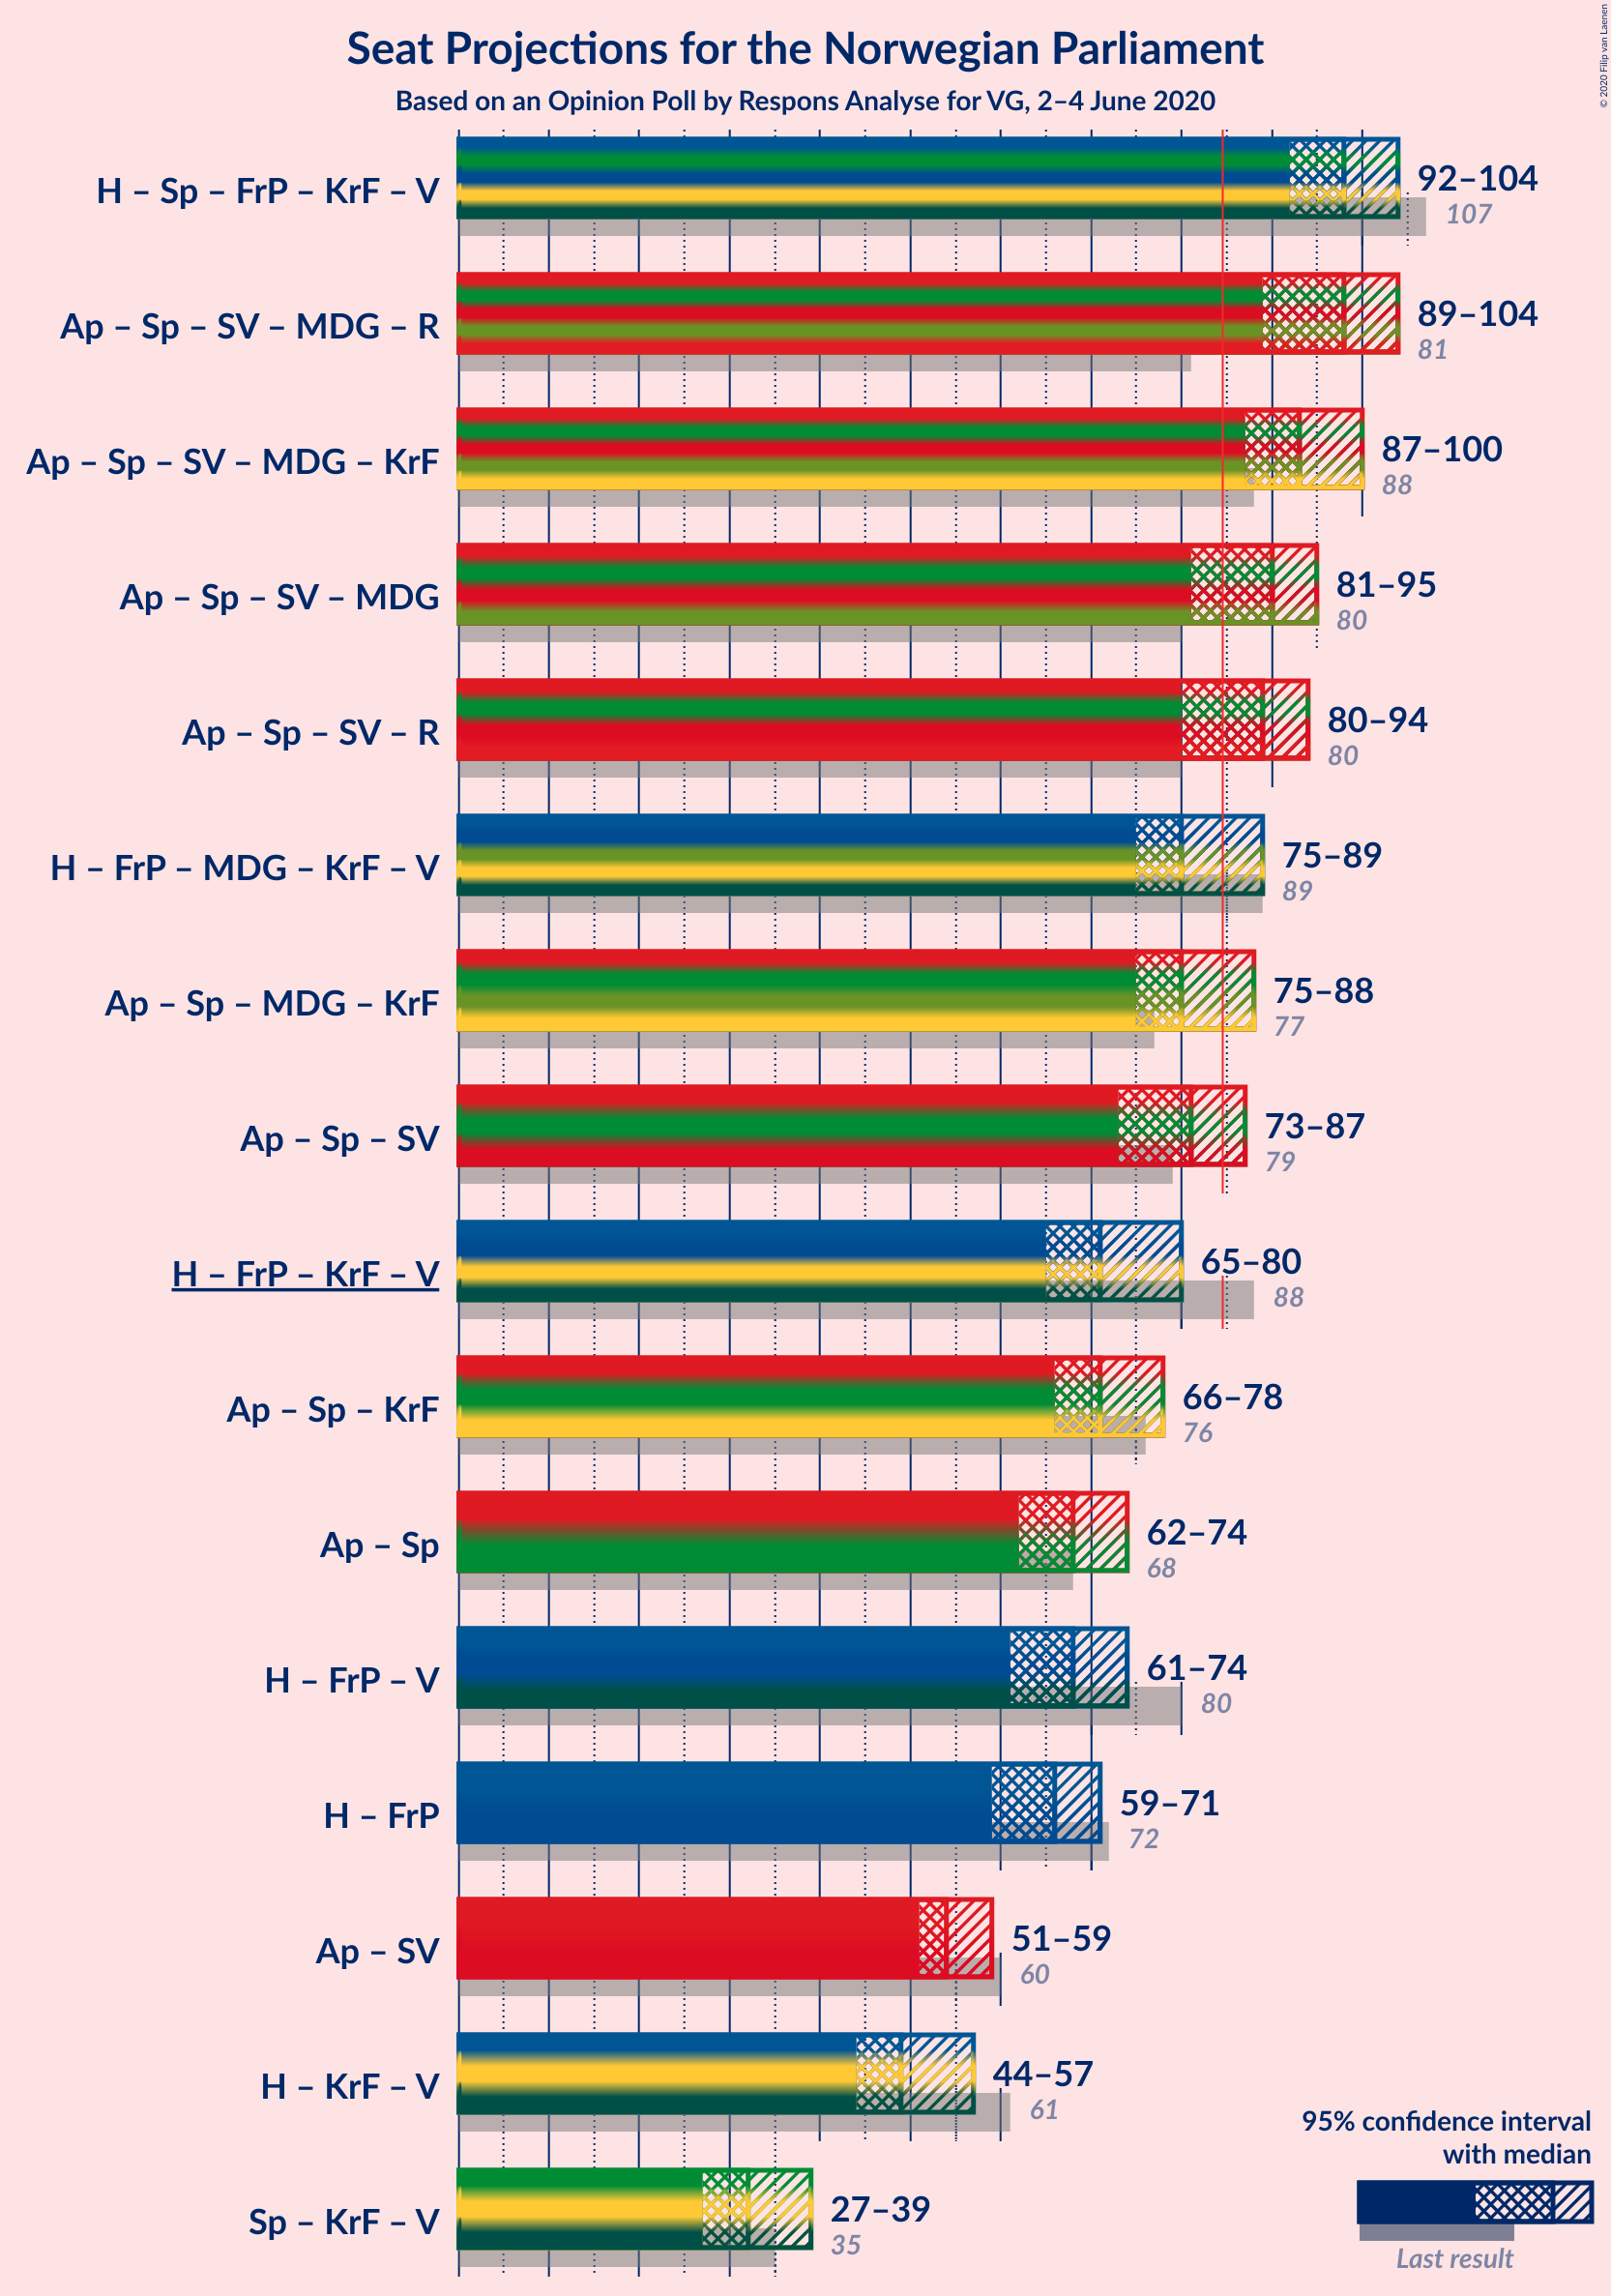 © 2020 Filip van Laenen
Seat Projections for the Norwegian Parliament
Based on an Opinion Poll by Respons Analyse for VG, 2–4 June 2020
H – Sp – FrP – KrF – V
92–104
107
Ap – Sp – SV – MDG – R
89–104
81
Ap – Sp – SV – MDG – KrF
87–100
88
Ap – Sp – SV – MDG
81–95
80
Ap – Sp – SV – R
80–94
80
H – FrP – MDG – KrF – V
75–89
89
Ap – Sp – MDG – KrF
75–88
77
Ap – Sp – SV
73–87
79
H – FrP – KrF – V
65–80
88
Ap – Sp – KrF
66–78
76
Ap – Sp
62–74
68
H – FrP – V
61–74
80
H – FrP
59–71
72
Ap – SV
51–59
60
H – KrF – V
44–57
61
Sp – KrF – V
27–39
35
95% confidence interval
with median
Last result